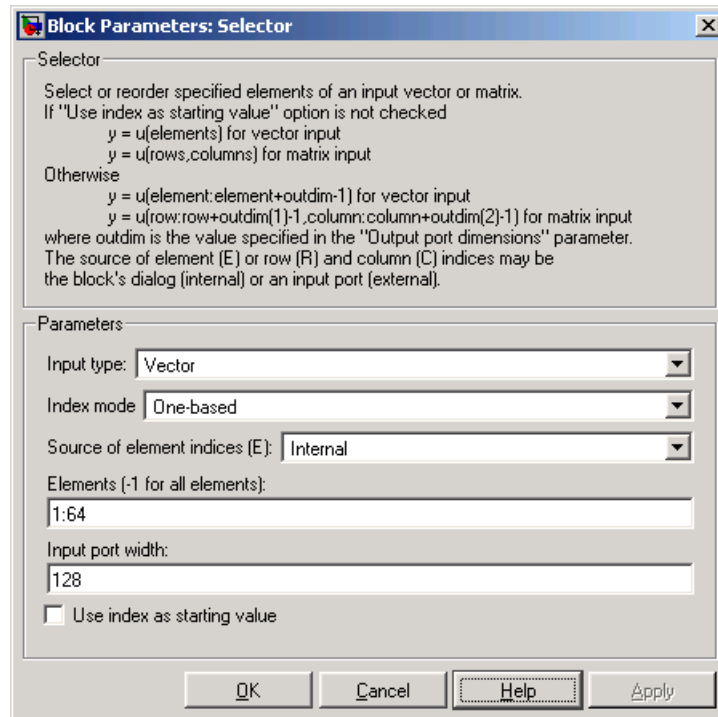 Block Parameters: Selector
Selector
Select or reorder specified elements of an input vector or matrix.
If "Use index as starting value" option is not checked
y = u(elements) for vector input
y = u(rows,columns) for matrix input
Otherwise
y = u(element:element+outdim-1) for vector input
y = u(row:row+outdim(1)-1,column:column+outdim(2)-1) for matrix input
where outdim is the value specified in the "Output port dimensions" parameter.
The source of element (E) or row (R) and column (C) indices may be
the block's dialog (internal) or an input port (external).
Parameters
Input type: Vector
Index mode One-based
Source of element indices (E): Internal
Elements (-1 for all elements):
1:64
Input port width:
128
Use index as starting value
OK Cancel Help Apply